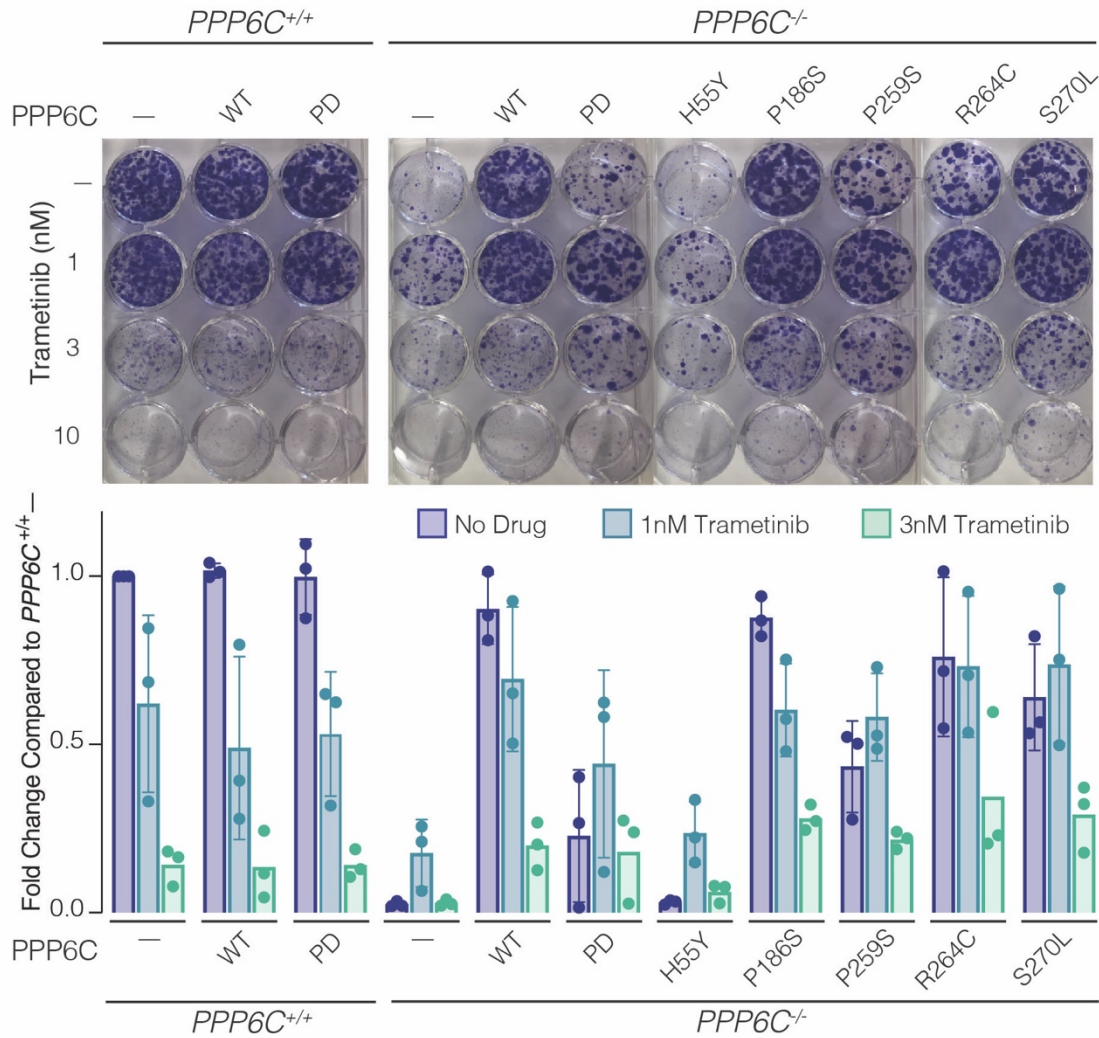 PPP6C+/+ PPP6C-/-
PPP6C — WT PD — WT PD H55Y P186S P259S R264C S270L
Trametinib (nM)
—
1
3
10
No Drug 1nM Trametinib 3nM Trametinib
Fold Change Compared to PPP6C+/+—
1.0
0.5
0.0
PPP6C — WT PD — WT PD H55Y P186S P259S R264C S270L
PPP6C+/+ PPP6C-/-